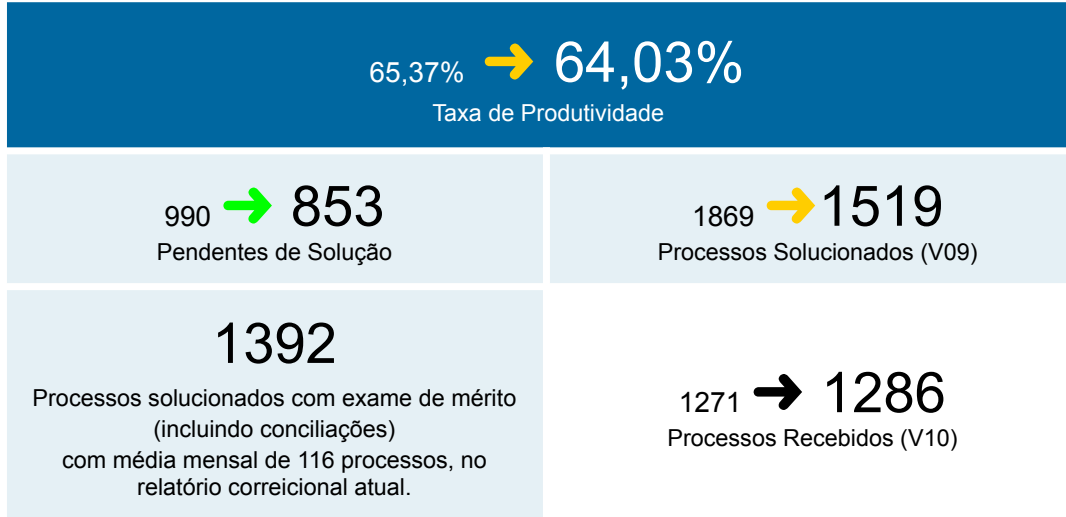 65,37% ➜ 64,03%
Taxa de Produtividade
990 ➜ 853
Pendentes de Solução
1869 ➜ 1519
Processos Solucionados (V09)
1392
Processos solucionados com exame de mérito
(incluindo conciliações)
com média mensal de 116 processos, no
relatório correicional atual.
1271 ➜ 1286
Processos Recebidos (V10)